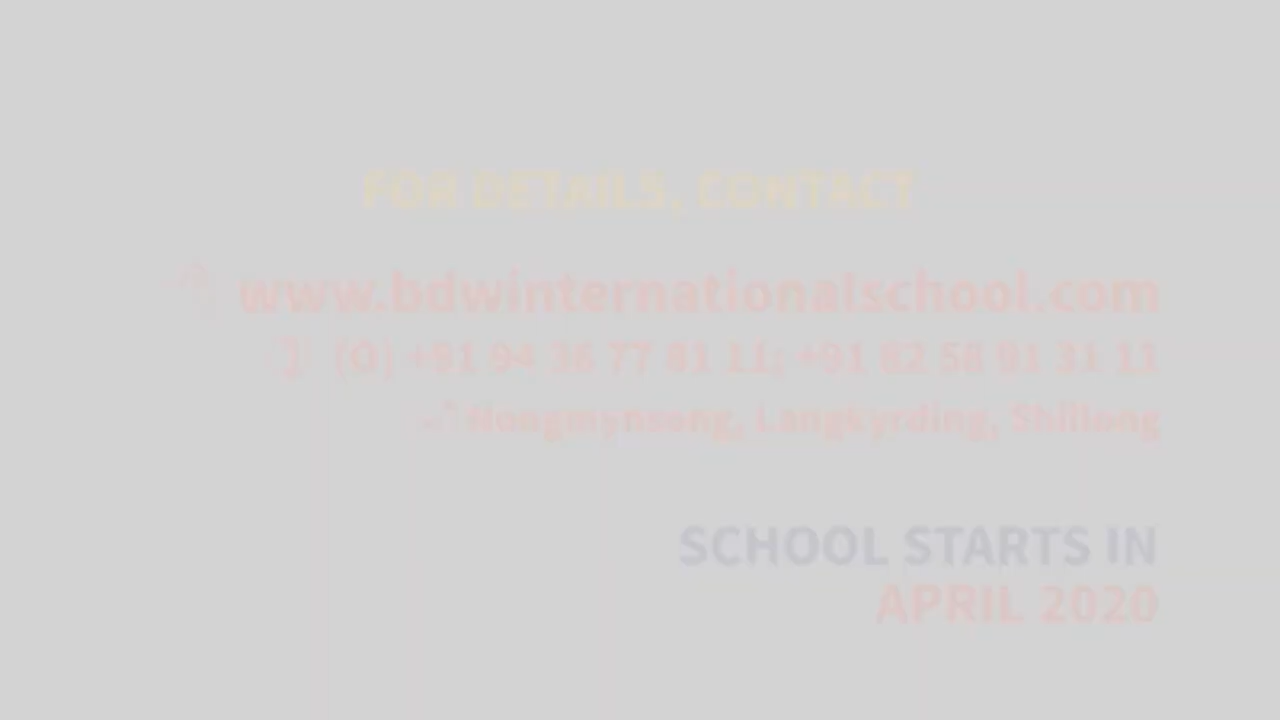 FOR DETAILS, CONTACT
www.bdwinternationalschool.com
(O) +91 94 36 77 81 11; +91 82 58 91 31 11
Nongmynsong, Langkyrding, Shillong
SCHOOL STARTS IN
APRIL 2020